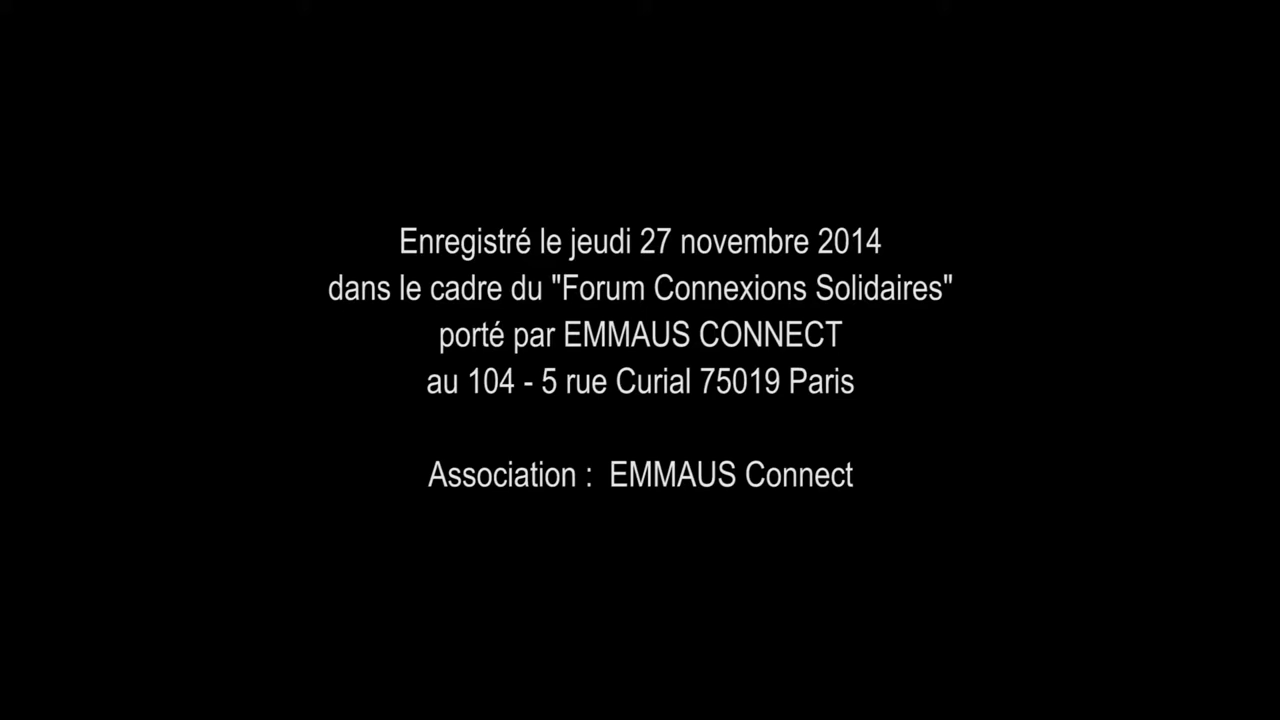 Enregistré le jeudi 27 novembre 2014
dans le cadre du "Forum Connexions Solidaires"
porté par EMMAUS CONNECT
au 104 - 5 rue Curial 75019 Paris
Association :  EMMAUS Connect